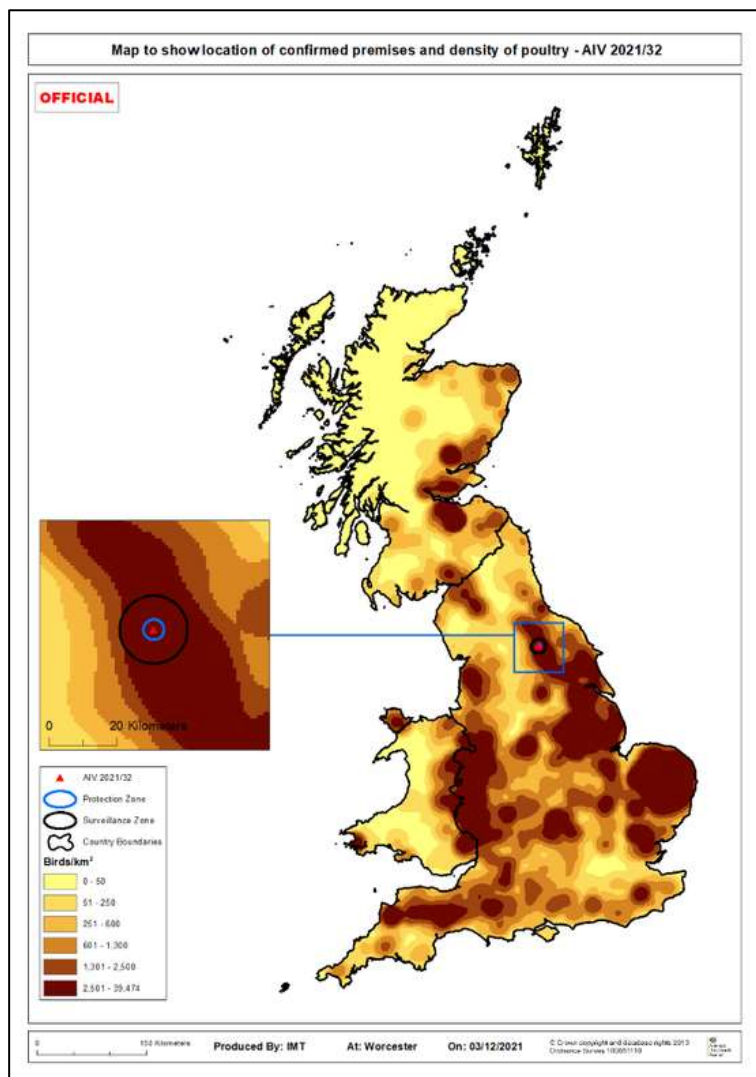 Map to show location of confirmed premises and density of poultry - AIV 2021/32
OFFICIAL
0 20 Kilometers
AIV 2021/32
Protection Zone
Surveillance Zone
Country Boundaries
Birds/km²
0 - 50
51 - 250
251 - 600
601 - 1,300
1,301 - 2,500
2,501 - 39,474
0 150 Kilometers
Produced By: IMT At: Worcester On: 03/12/2021
© Crown copyright and database rights 2013
Ordnance Survey